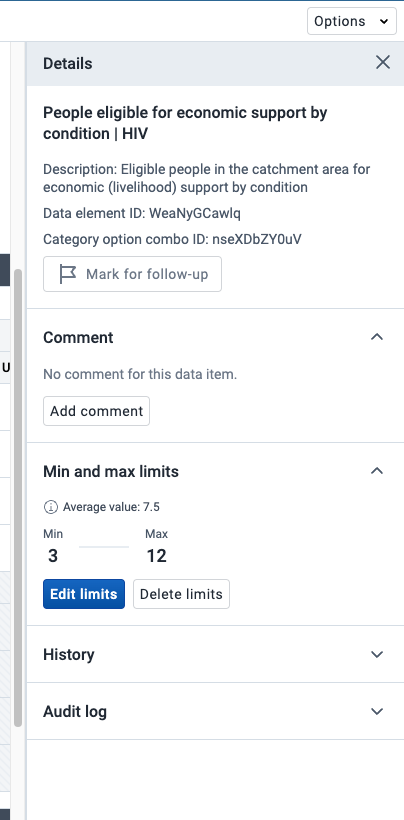 Options
Details
People eligible for economic support by
condition | HIV
Description: Eligible people in the catchment area for
economic (livelihood) support by condition
Data element ID: WeaNyGCawlq
Category option combo ID: nseXDbZY0uV
Mark for follow-up
U
Comment
No comment for this data item.
Add comment
Min and max limits
Average value: 7.5
Min Max
3 12
Edit limits Delete limits
History
Audit log